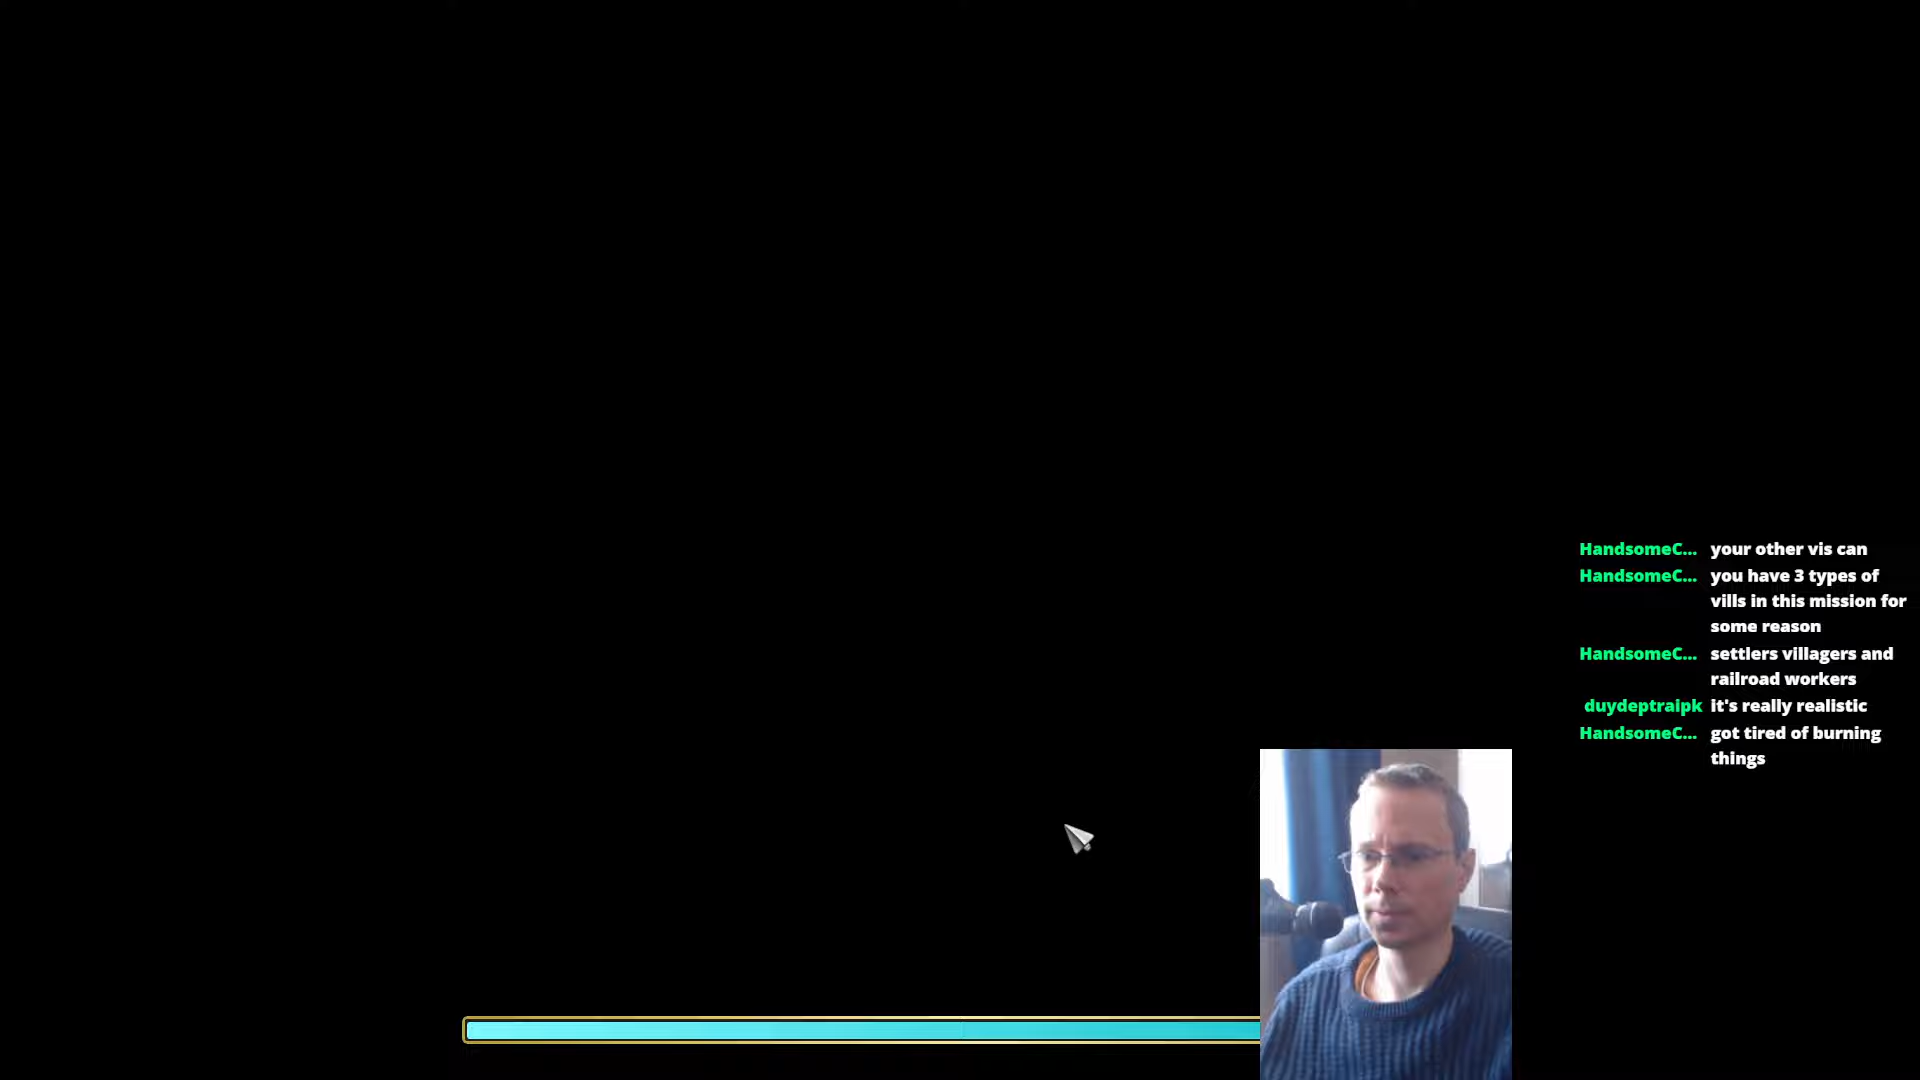 HandsomeC... your other vis can
HandsomeC... you have 3 types of
vills in this mission for
some reason
HandsomeC... settlers villagers and
railroad workers
duydeptraipk it's really realistic
HandsomeC... got tired of burning
things